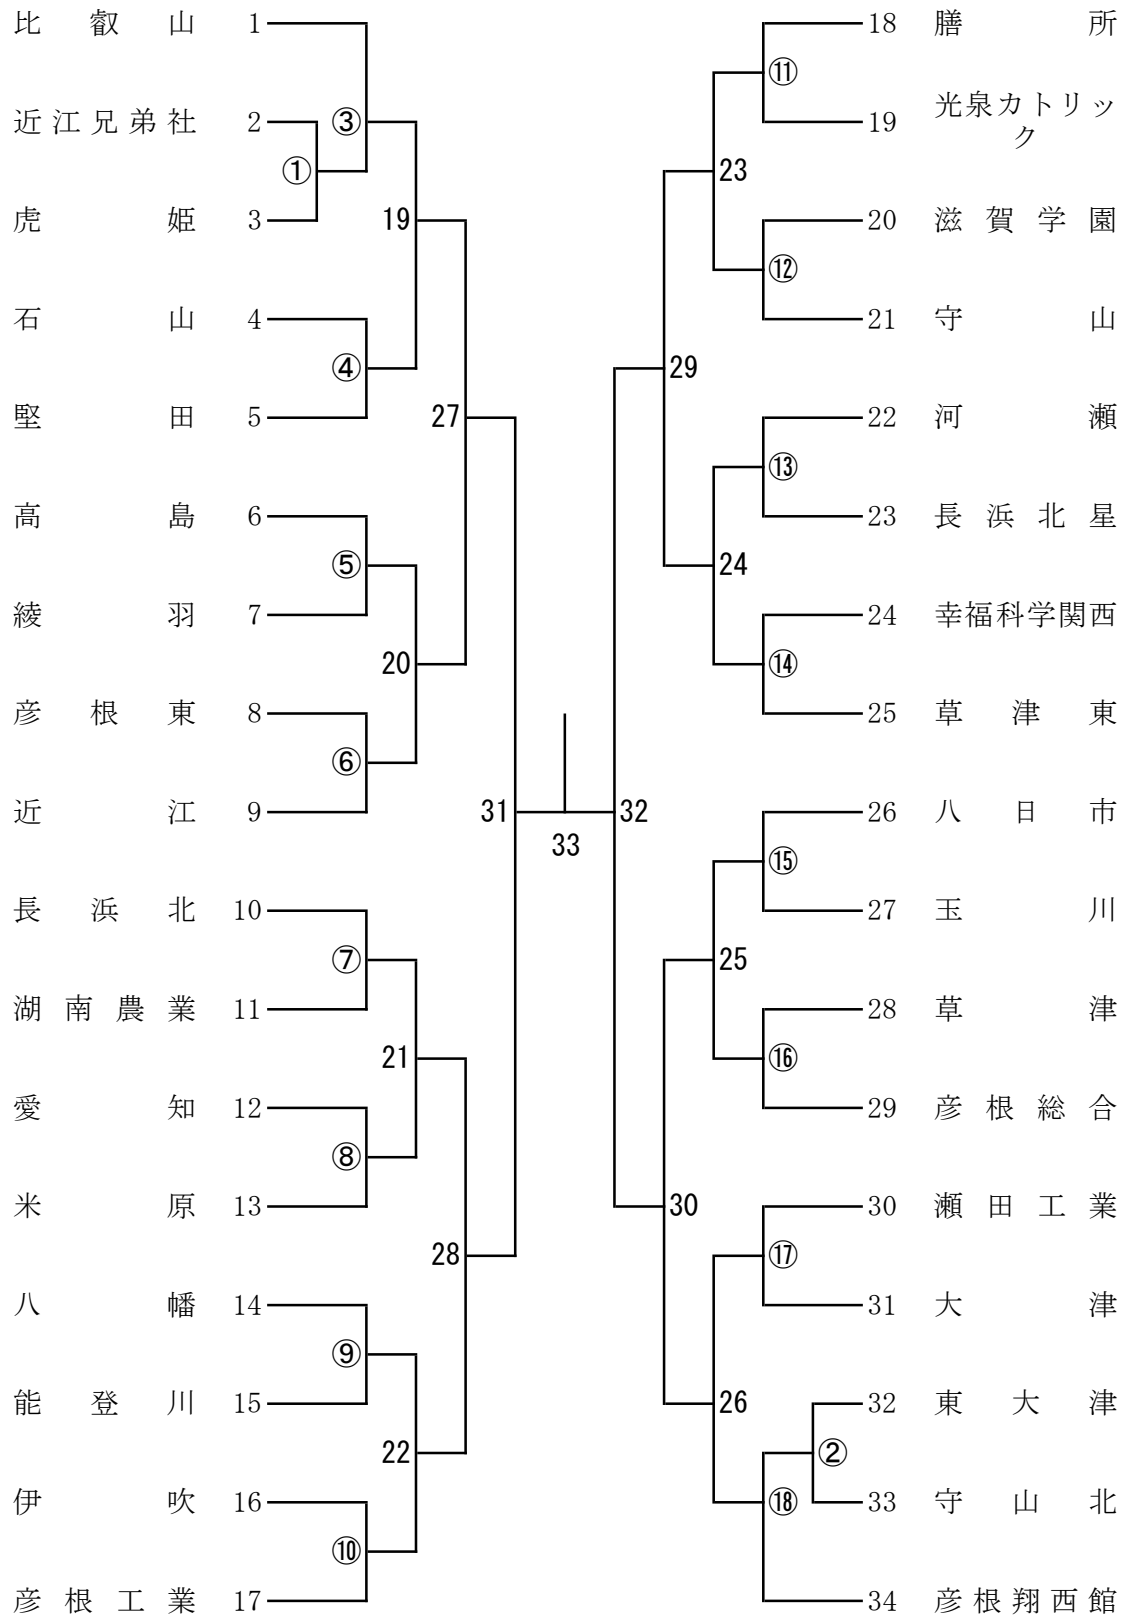 比叡山 1
近江兄弟社 2
③
①
虎姫 3
19
石山 4
④
堅田 5
27
高島 6
⑤
綾羽 7
20
彦根東 8
⑥
近江 9
31
33
長浜北 10
⑦
湖南農業 11
21
愛知 12
⑧
米原 13
28
八幡 14
⑨
能登川 15
22
伊吹 16
⑩
彦根工業 17
18 膳所
⑪
19 光泉カトリッ
ク
23
20 滋賀学園
⑫
21 守山
29
22 河瀬
⑬
23 長浜北星
24
24 幸福科学関西
⑭
25 草津東
32
26 八日市
⑮
27 玉川
25
28 草津
⑯
29 彦根総合
30
30 瀬田工業
⑰
31 大津
26
32 東大津
②
⑱
33 守山北
34 彦根翔西館